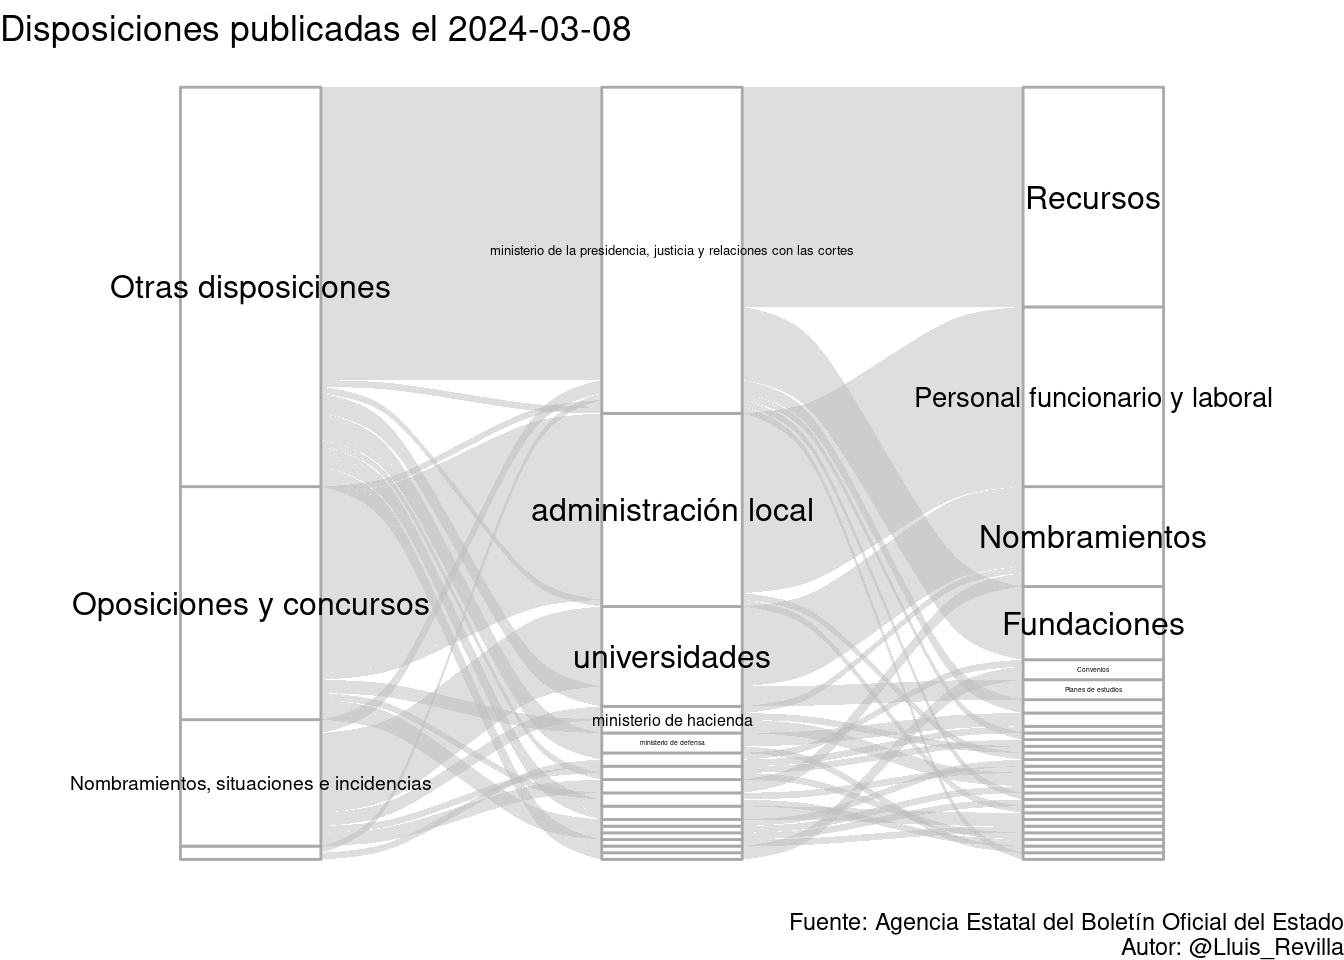 Disposiciones publicadas el 2024-03-08
Otras disposiciones
Oposiciones y concursos
Nombramientos, situaciones e incidencias
ministerio de la presidencia, justicia y relaciones con las cortes
administración local
universidades
ministerio de hacienda
ministerio de defensa
Recursos
Personal funcionario y laboral
Nombramientos
Fundaciones
Convenios
Planes de estudios
Fuente: Agencia Estatal del Boletín Oficial del Estado
Autor: @Lluis_Revilla